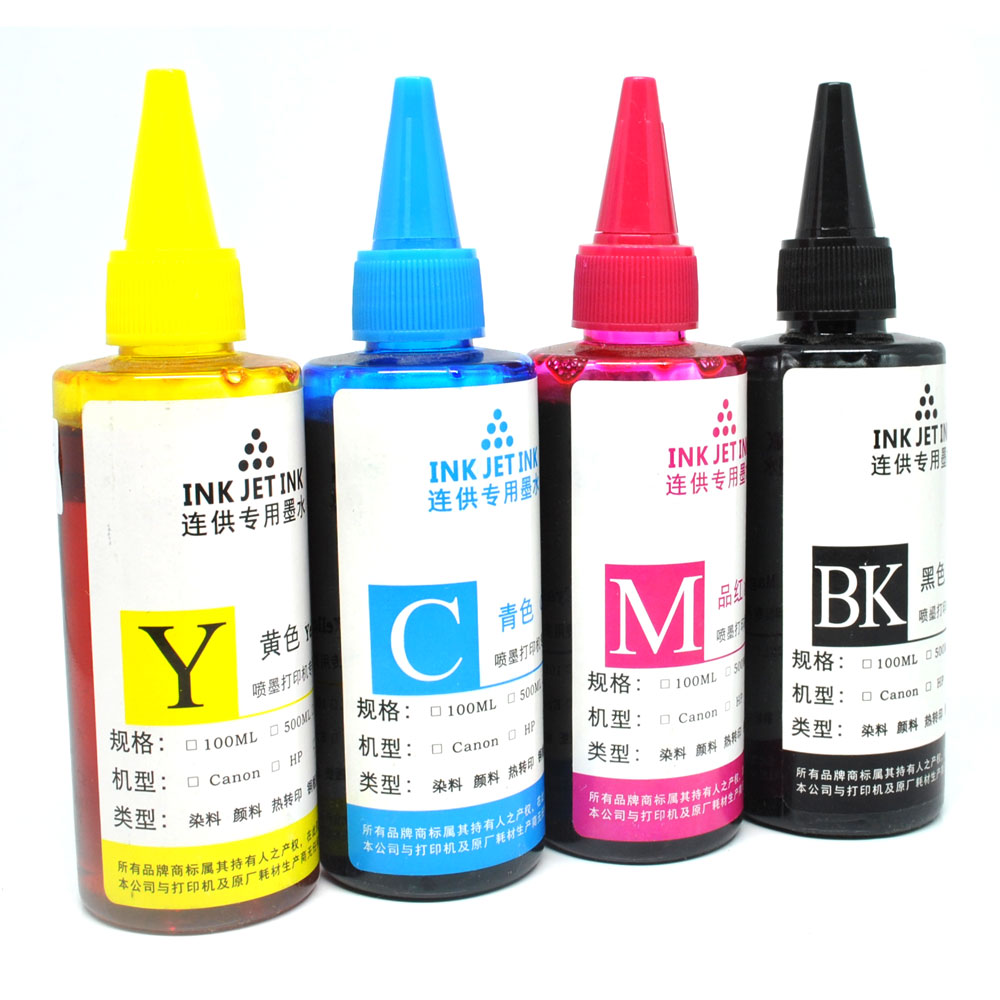 INK JET INK
连供专用墨水
Y
黄色
喷墨打印机专
规格： □ 100ML □ 500ML
机型： □ Canon □ HP
类型： 染料 颜料 热转印
所有品牌商标属其持有人之产权，在此
本公司与打印机及原厂耗材生产商无
INK JET INK
连供专用墨水
C
青色
喷墨打印机
规格： □ 100ML □ 500ML
机型： □ Canon □ HP
类型： 染料 颜料 热转印
所有品牌商标属其持有人之产权，在
本公司与打印机及原厂耗材生产商
INK JET IN
连供专用墨
M
品红
喷墨打印
规格： □ 100ML □ 500
机型： □ Canon □ HP
类型： 染料 颜料 热转印
所有品牌商标属其持有人之产权
本公司与打印机及原厂耗材生产
INK JET IN
连供专用墨
BK
黑色
喷墨打印
规格： □ 100ML □ 500
机型： □ Canon □ HP
类型： 染料 颜料 热转印
所有品牌商标属其持有人之产权
本公司与打印机及原厂耗材生产